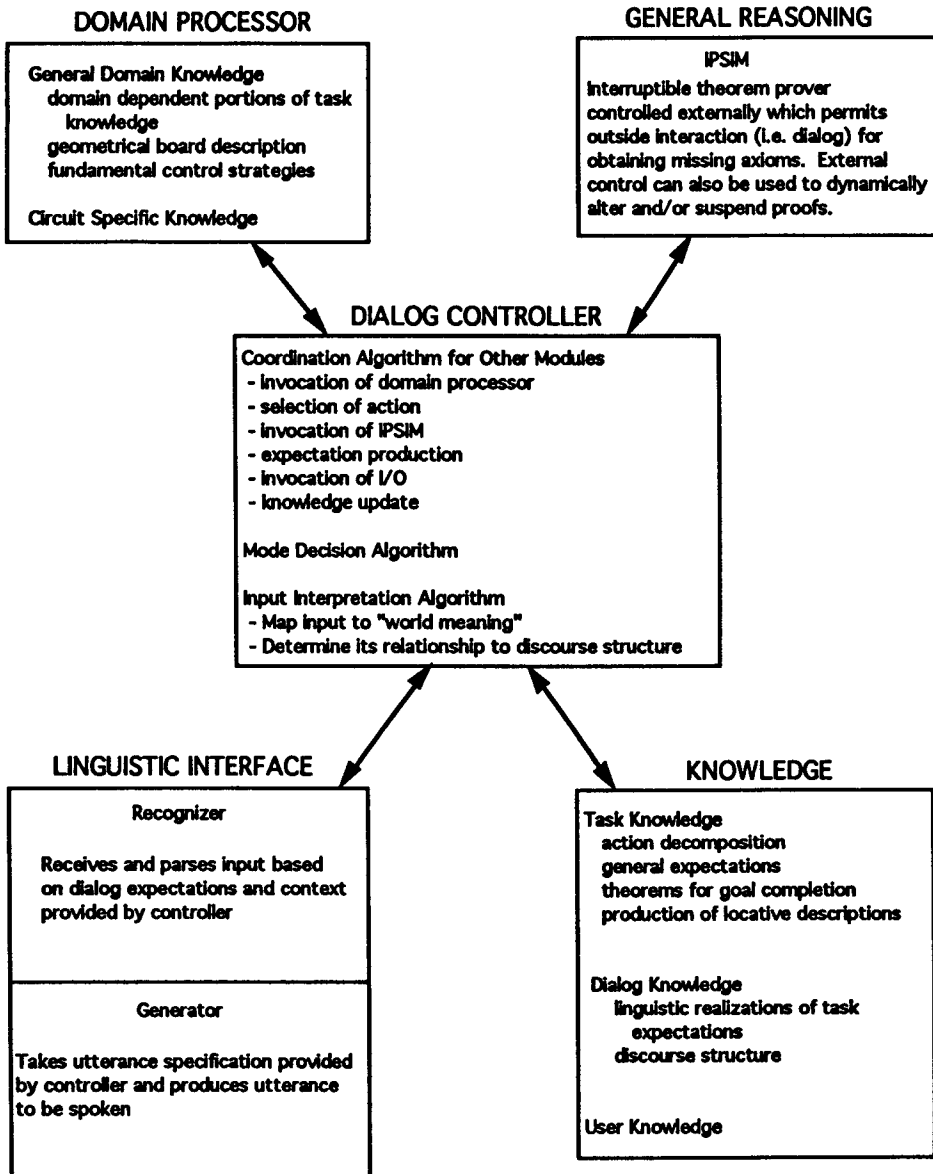 DOMAIN PROCESSOR
General Domain Knowledge
domain dependent portions of task
knowledge
geometrical board description
fundamental control strategies
Circuit Specific Knowledge
GENERAL REASONING
IPSIM
Interruptible theorem prover
controlled externally which permits
outside interaction (i.e. dialog) for
obtaining missing axioms. External
control can also be used to dynamically
alter and/or suspend proofs.
DIALOG CONTROLLER
Coordination Algorithm for Other Modules
- invocation of domain processor
- selection of action
- invocation of IPSIM
- expectation production
- invocation of I/O
- knowledge update
Mode Decision Algorithm
Input Interpretation Algorithm
- Map input to "world meaning"
- Determine its relationship to discourse structure
LINGUISTIC INTERFACE
Recognizer
Receives and parses input based
on dialog expectations and context
provided by controller
Generator
Takes utterance specification provided
by controller and produces utterance
to be spoken
KNOWLEDGE
Task Knowledge
action decomposition
general expectations
theorems for goal completion
production of locative descriptions
Dialog Knowledge
linguistic realizations of task
expectations
discourse structure
User Knowledge